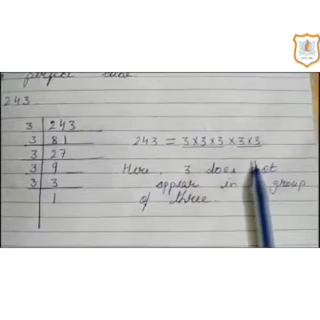 perfect cube
243
3 | 243
3 | 81
3 | 27
3 | 9
3 | 3
1
243 = 3×3×3×3×3
Here, 3 does
appear in group
of three.